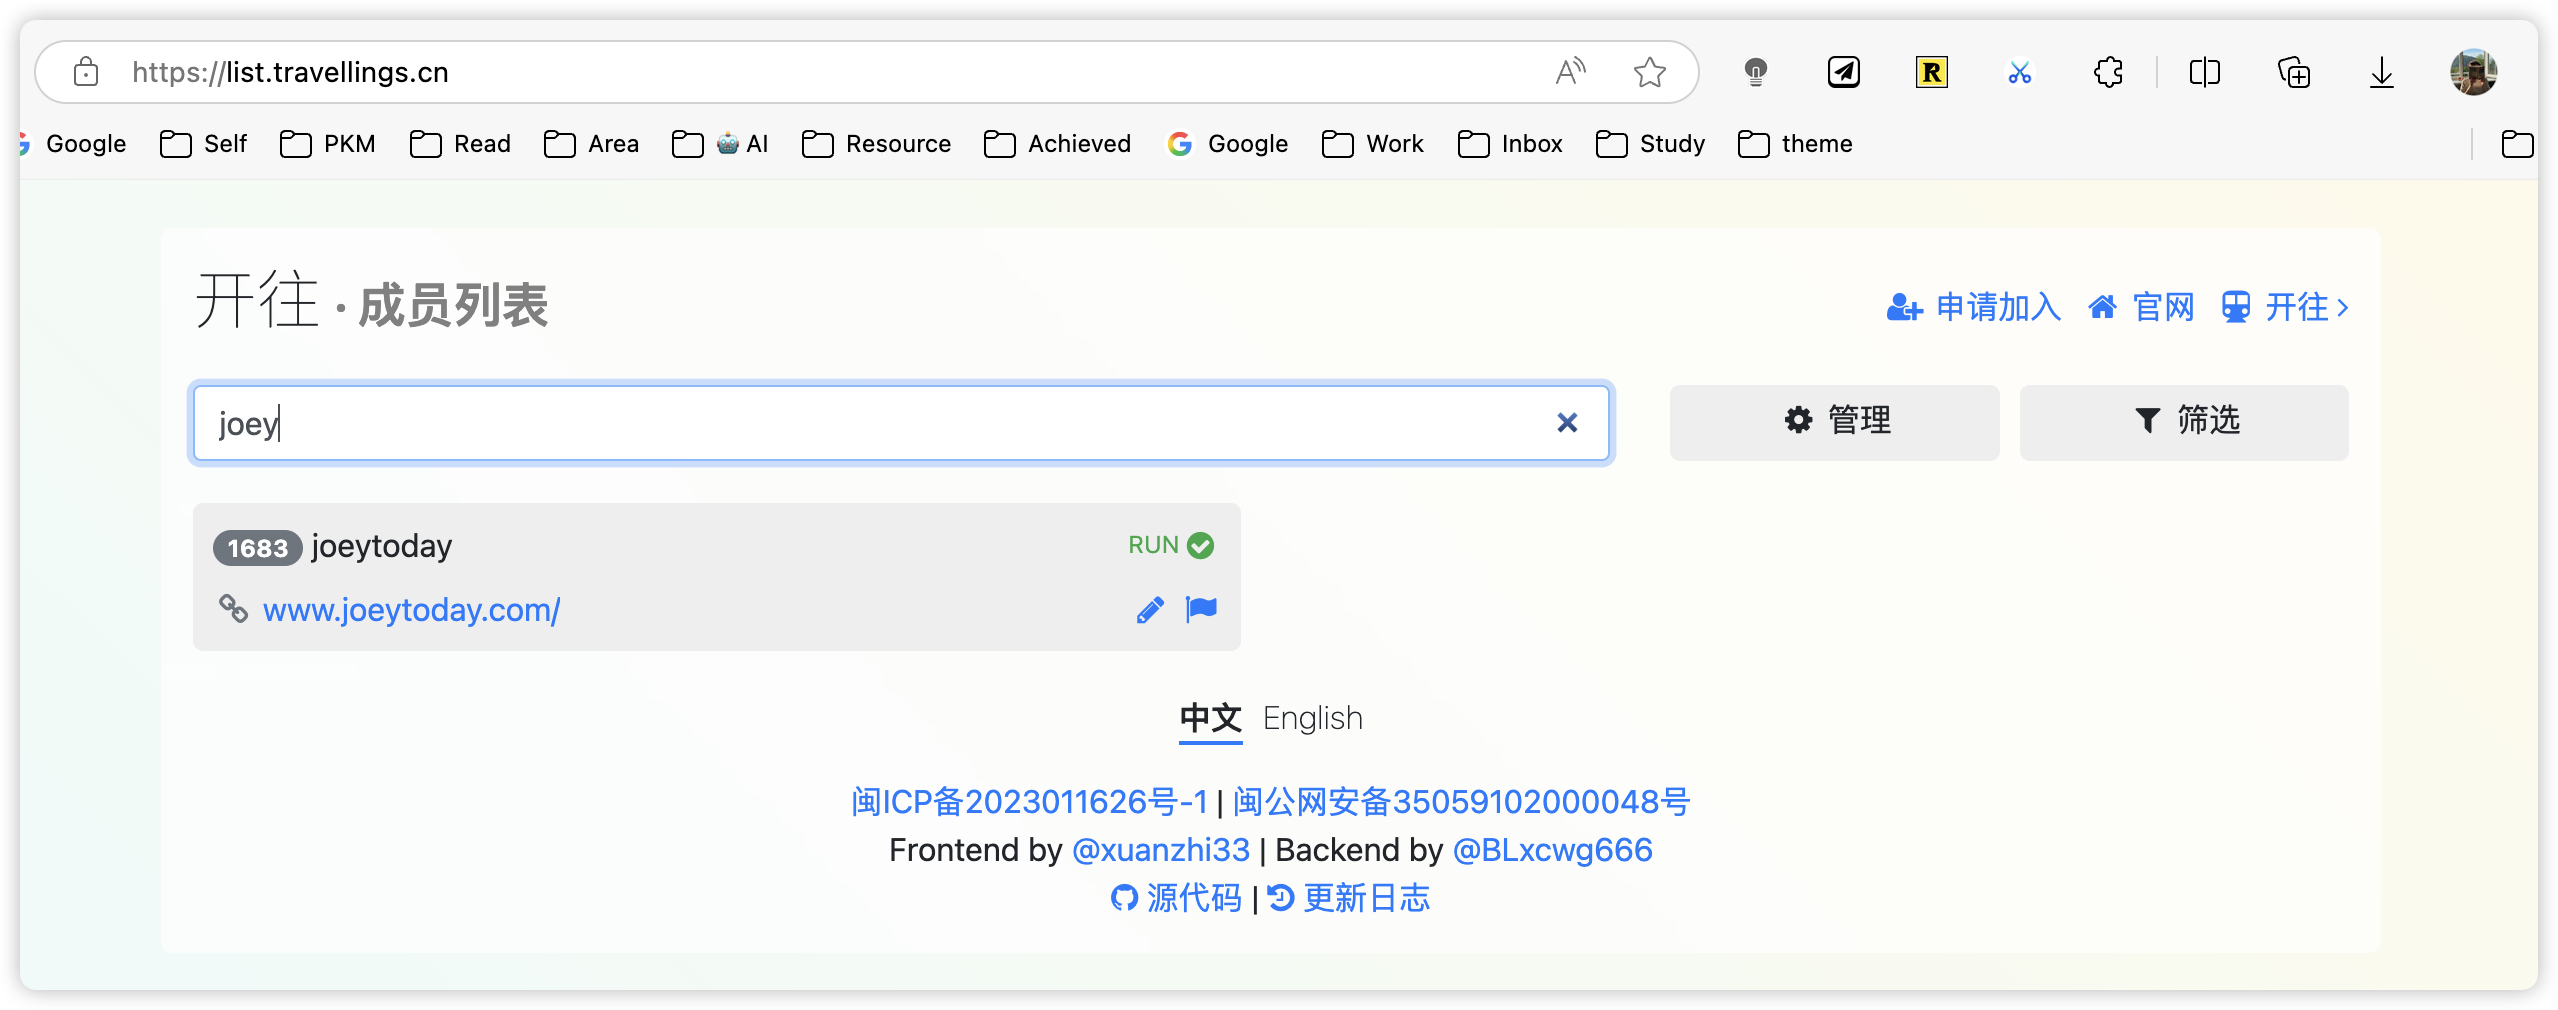 https://list.travellings.cn
Google Self PKM Read Area AI Resource Achieved Google Work Inbox Study theme
开往 · 成员列表
申请加入 官网 开往
joey
管理 筛选
1683 joeytoday RUN
www.joeytoday.com/
中文 English
闽ICP备2023011626号-1 | 闽公网安备35059102000048号
Frontend by @xuanzhi33 | Backend by @BLxcwg666
源代码 | 更新日志